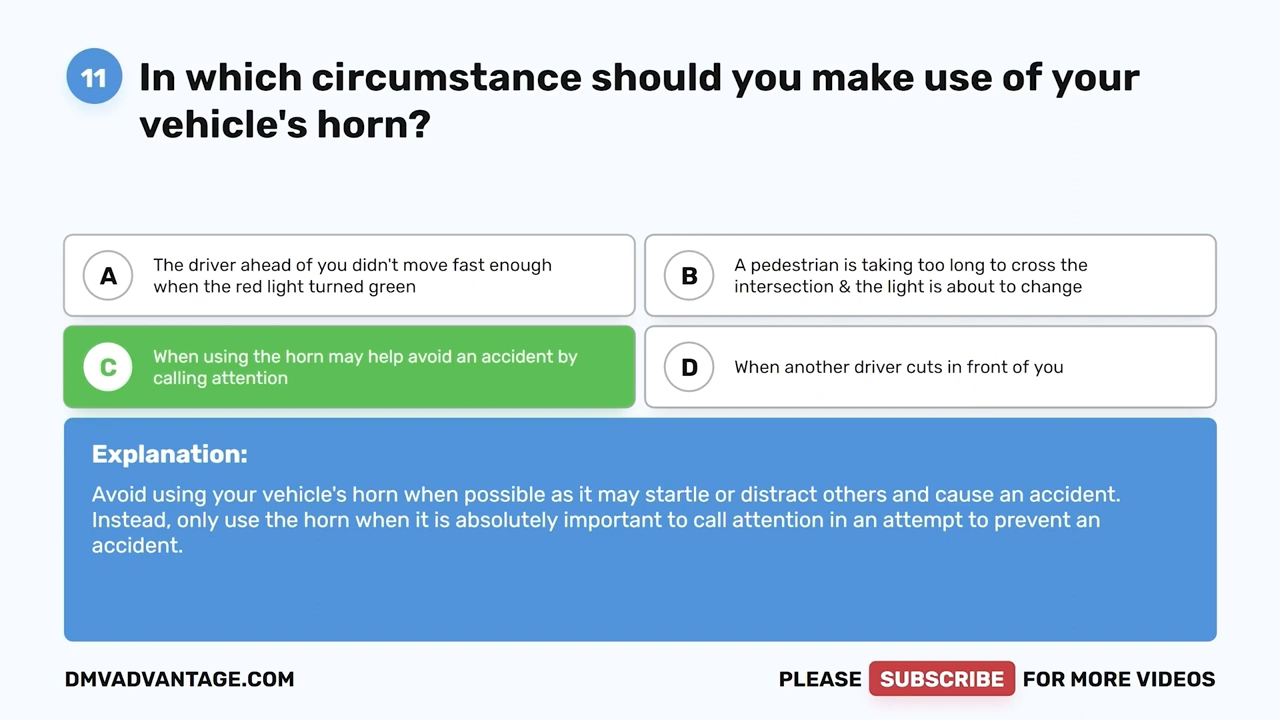 11
In which circumstance should you make use of your
vehicle's horn?
A
The driver ahead of you didn't move fast enough
when the red light turned green
B
A pedestrian is taking too long to cross the
intersection & the light is about to change
C
When using the horn may help avoid an accident by
calling attention
D
When another driver cuts in front of you
Explanation:
Avoid using your vehicle's horn when possible as it may startle or distract others and cause an accident.
Instead, only use the horn when it is absolutely important to call attention in an attempt to prevent an
accident.
DMVADVANTAGE.COM
PLEASE SUBSCRIBE FOR MORE VIDEOS